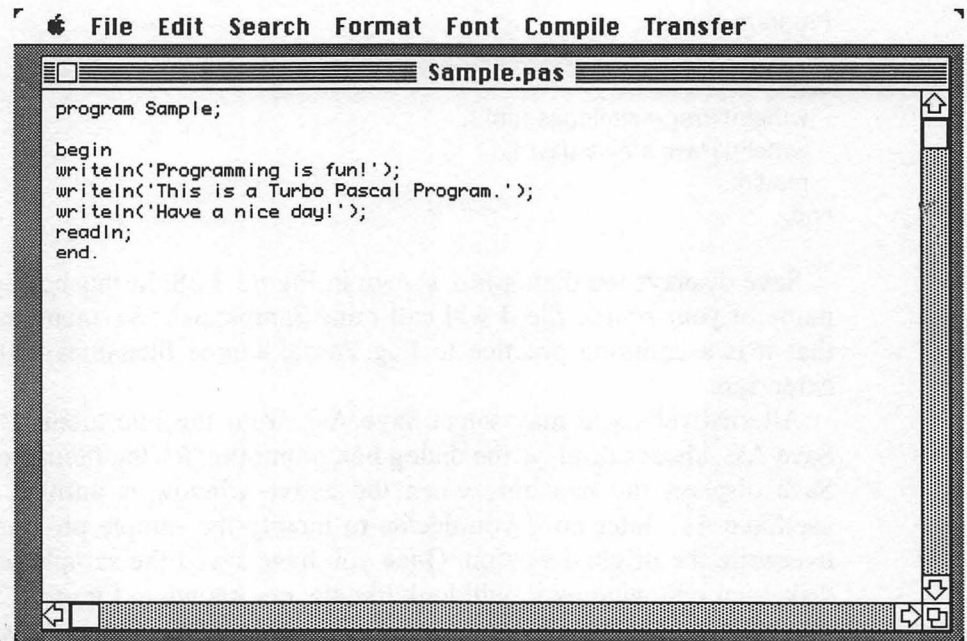 File Edit Search Format Font Compile Transfer
Sample.pas
program Sample;
begin
writeln('Programming is fun!');
writeln('This is a Turbo Pascal Program.');
writeln('Have a nice day!');
readln;
end.